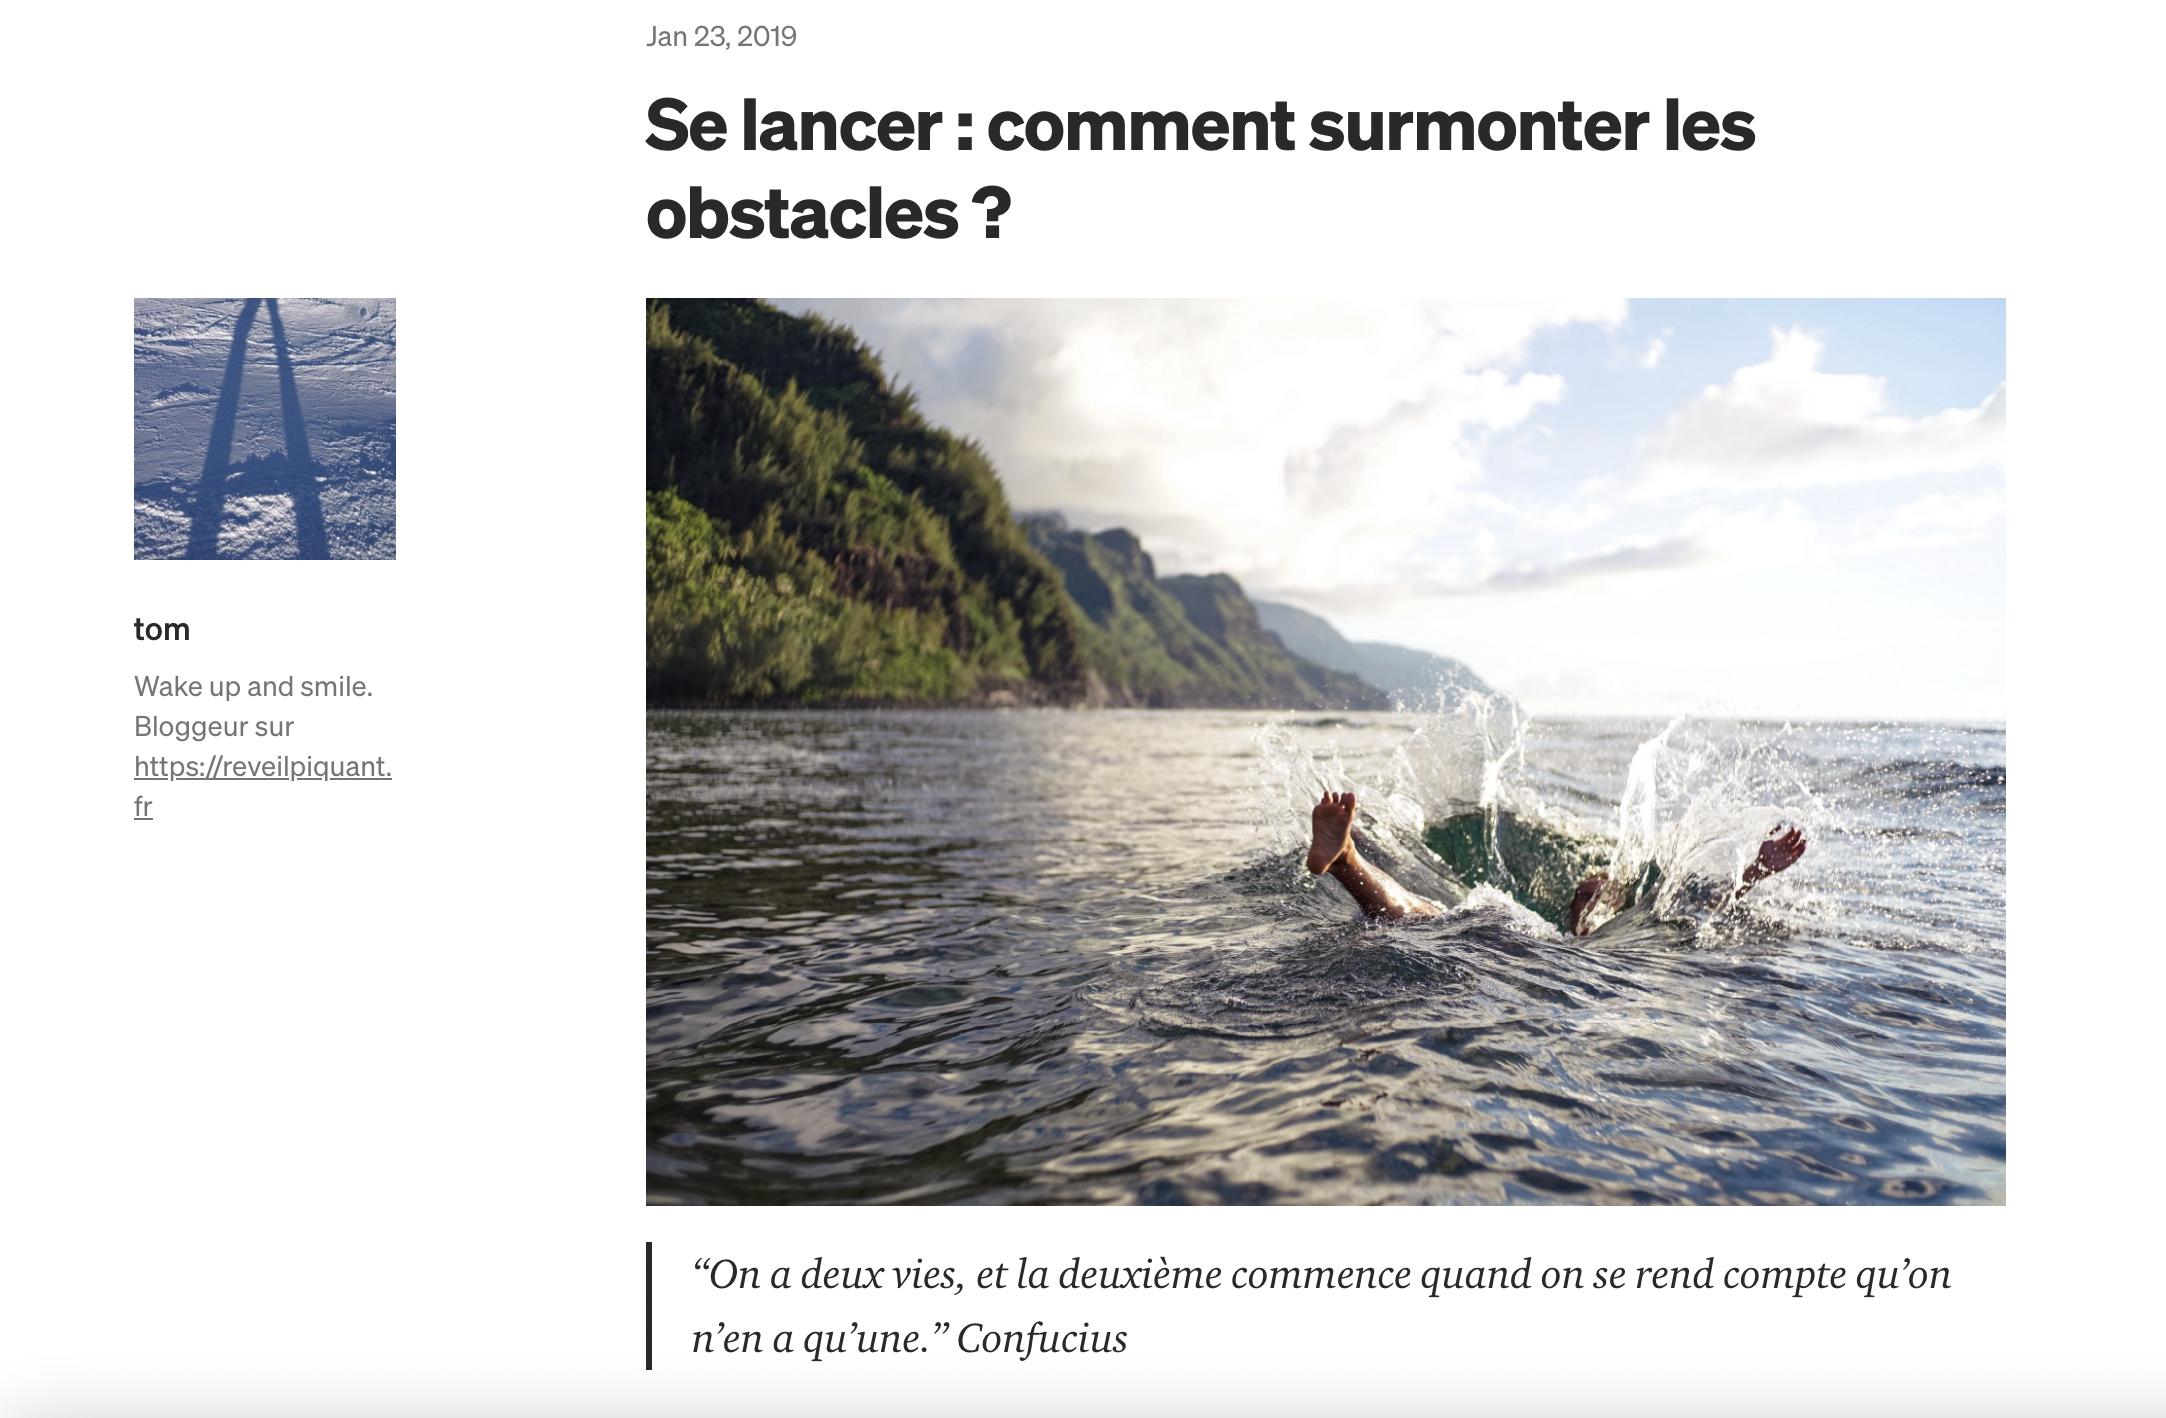 Jan 23, 2019
Se lancer : comment surmonter les
obstacles ?
tom
Wake up and smile.
Bloggeur sur
https://reveilpiquant.
fr
“On a deux vies, et la deuxième commence quand on se rend compte qu’on
n’en a qu’une.” Confucius